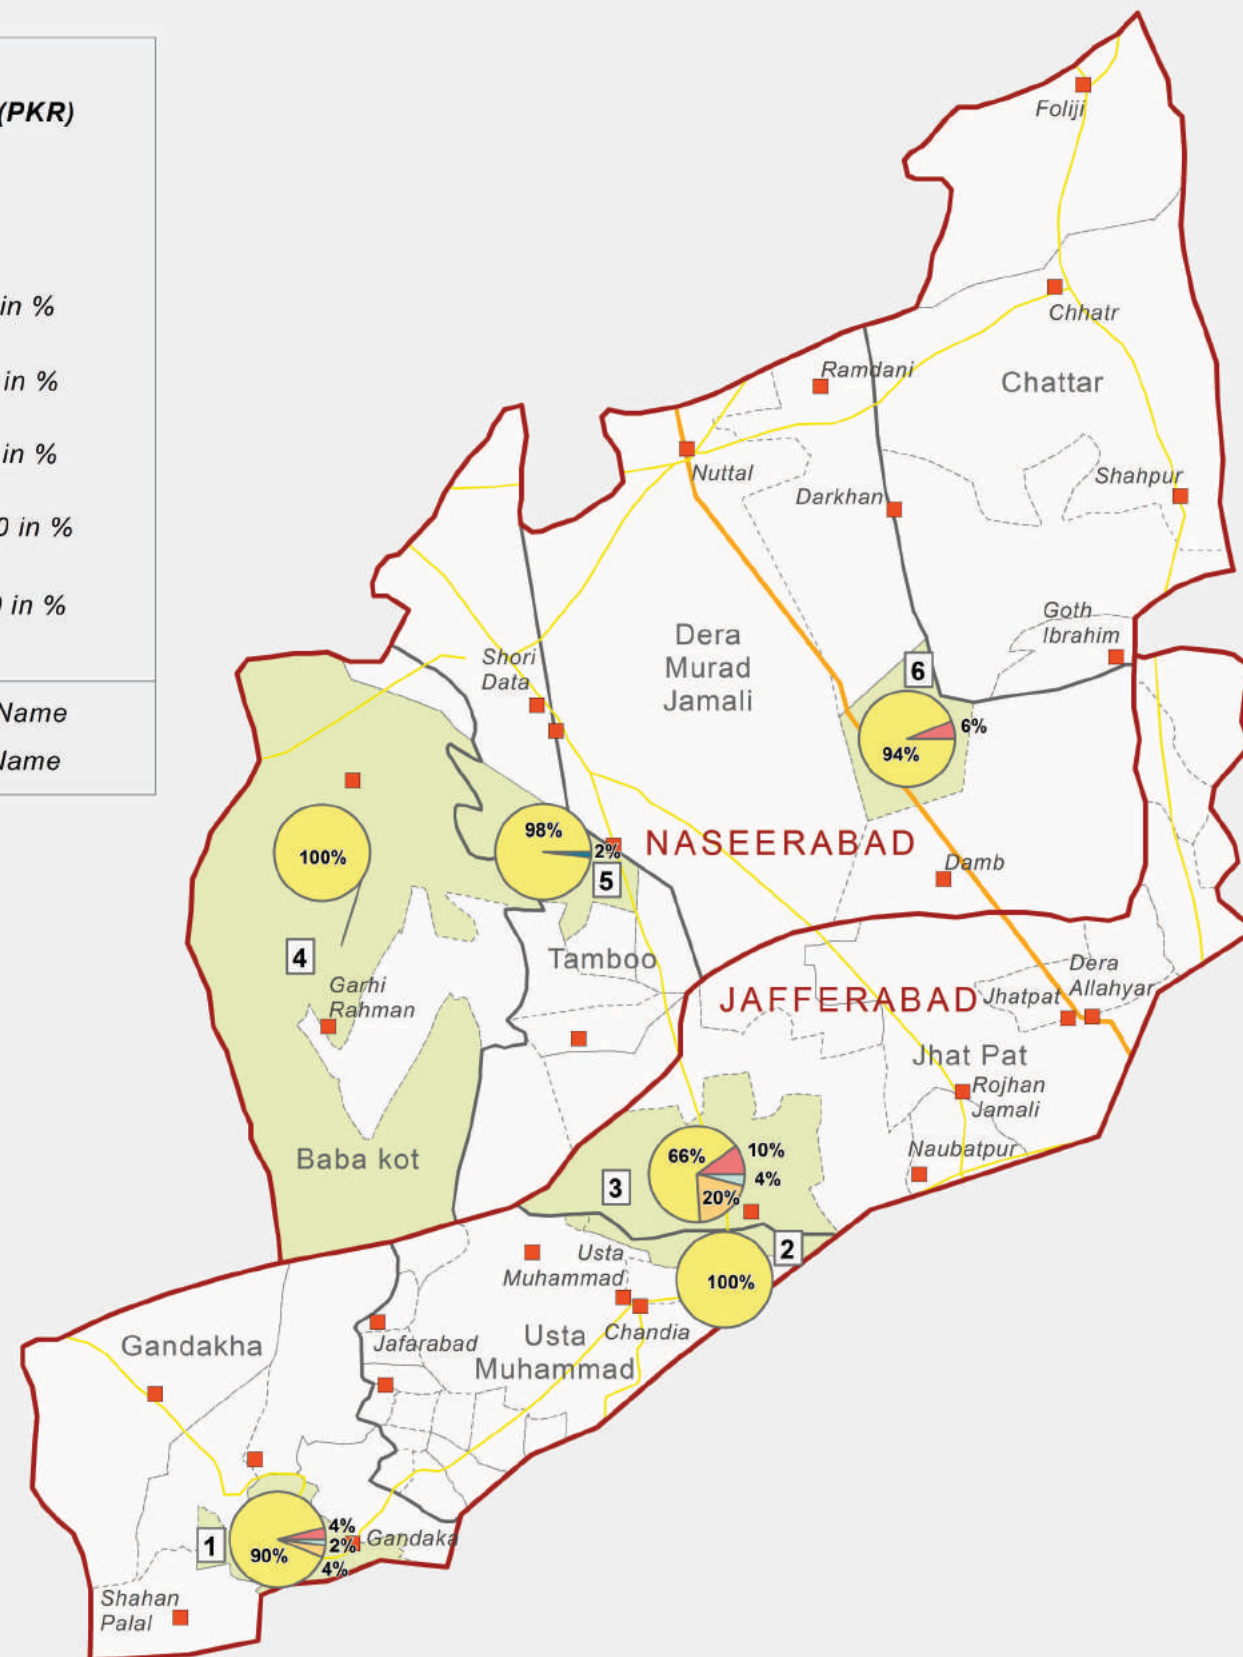 (PKR)
in %
in %
in %
0 in %
0 in %
Name
Name
Foliji
Chhatr
Ramdani
Chattar
Nuttal
Shahpur
Darkhan
Goth
Ibrahim
Dera
Murad
Jamali
Shori
Data
6
6%
94%
98%
2%
100%
5
NASEERABAD
Damb
4
Tamboo
Garhi
Rahman
Dera
Allahyar
JAFFERABAD
Jhatpat
Jhat Pat
Rojhan
Jamali
Baba kot
Naubatpur
66%
10%
4%
20%
3
2
Usta
Muhammad
100%
Gandakha
Jafarabad
Usta
Muhammad
Chandia
4%
2%
4%
90%
1
Gandaka
Shahan
Palal